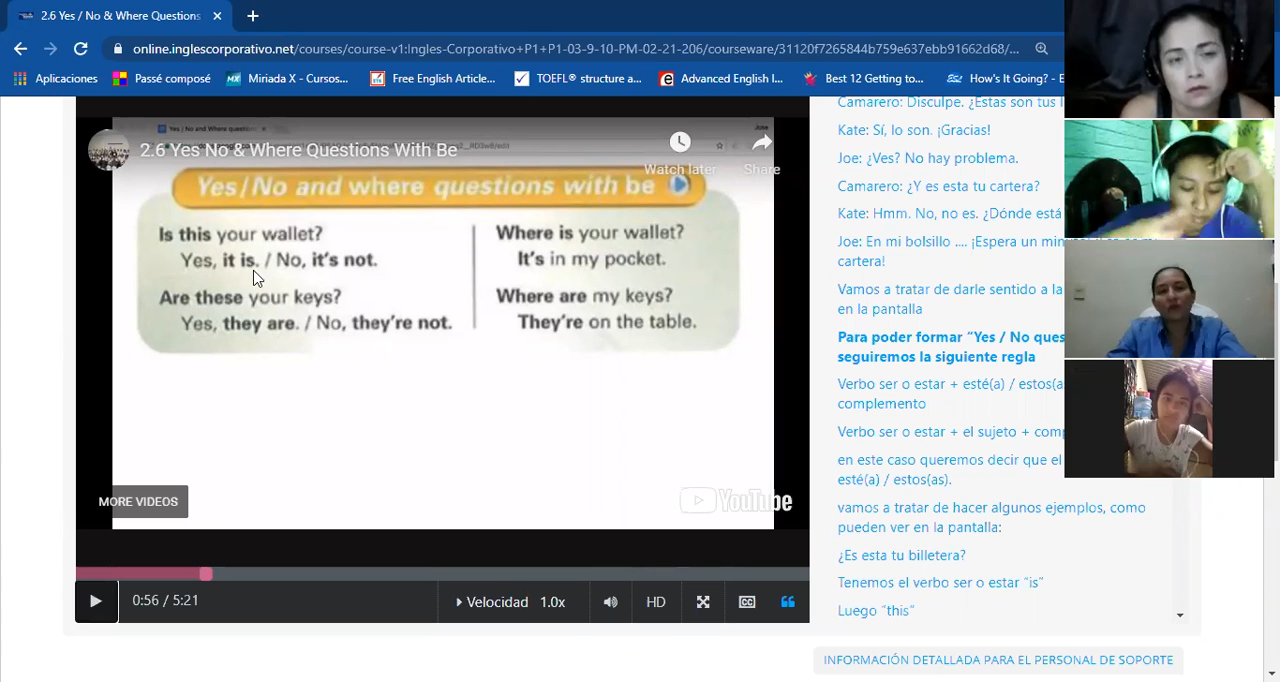 2.6 Yes / No & Where Questions
online.inglescorporativo.net/courses/course-v1:Ingles-Corporativo+P1+P1-03-9-10-PM-02-21-206/courseware/31120f7265844b759e637ebb91662d68/...
Aplicaciones Passé composé Miriada X - Cursos... Free English Article... TOEFL® structure a... Advanced English I... Best 12 Getting to... How's It Going? - E
Yes / No and Where question
2.6 Yes No & Where Questions With Be
Watch later Share
Yes/No and where questions with be
Is this your wallet?
Yes, it is. / No, it's not.
Are these your keys?
Yes, they are. / No, they're not.
Where is your wallet?
It's in my pocket.
Where are my keys?
They're on the table.
MORE VIDEOS
YouTube
0:56 / 5:21 Velocidad 1.0x HD CC
Camarero: Disculpe. ¿Estas son tus
Kate: Sí, lo son. ¡Gracias!
Joe: ¿Ves? No hay problema.
Camarero: ¿Y es esta tu cartera?
Kate: Hmm. No, no es. ¿Dónde está
Joe: En mi bolsillo .... ¡Espera un
cartera!
Vamos a tratar de darle sentido a la
en la pantalla
Para poder formar “Yes / No ques
seguiremos la siguiente regla
Verbo ser o estar + esté(a) / estos(as
complemento
Verbo ser o estar + el sujeto + comp
en este caso queremos decir que el
esté(a) / estos(as).
vamos a tratar de hacer algunos ejemplos, como
pueden ver en la pantalla:
¿Es esta tu billetera?
Tenemos el verbo ser o estar “is”
Luego “this”
INFORMACIÓN DETALLADA PARA EL PERSONAL DE SOPORTE